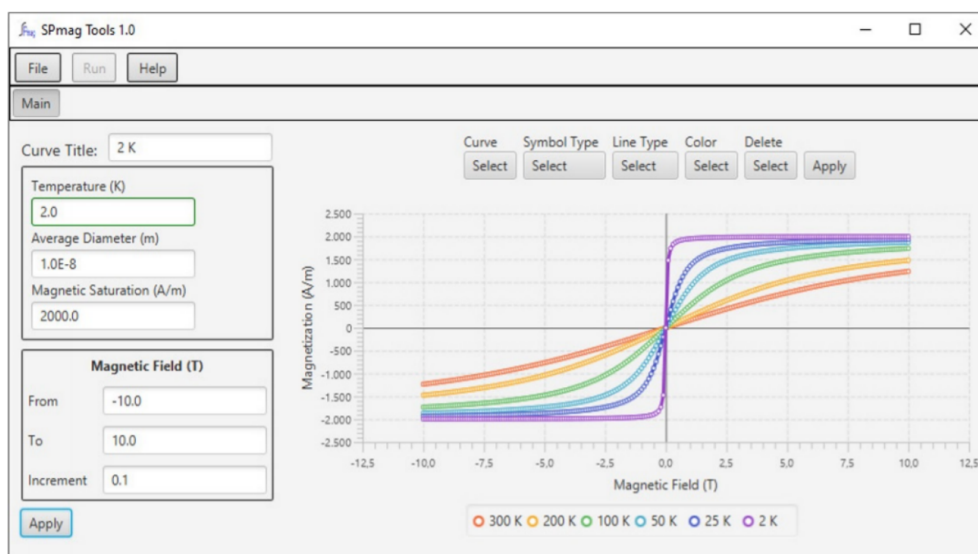 SPmag Tools 1.0
File Run Help
Main
Curve Title: 2 K
Temperature (K)
2.0
Average Diameter (m)
1.0E-8
Magnetic Saturation (A/m)
2000.0
Magnetic Field (T)
From -10.0
To 10.0
Increment 0.1
Apply
Curve Symbol Type Line Type Color Delete
Select Select Select Select Select Apply
Magnetization (A/m)
2.500
2.000
1.500
1.000
500
0
-500
-1.000
-1.500
-2.000
-2.500
-12,5 -10,0 -7,5 -5,0 -2,5 0,0 2,5 5,0 7,5 10,0 12,5
Magnetic Field (T)
300 K 200 K 100 K 50 K 25 K 2 K